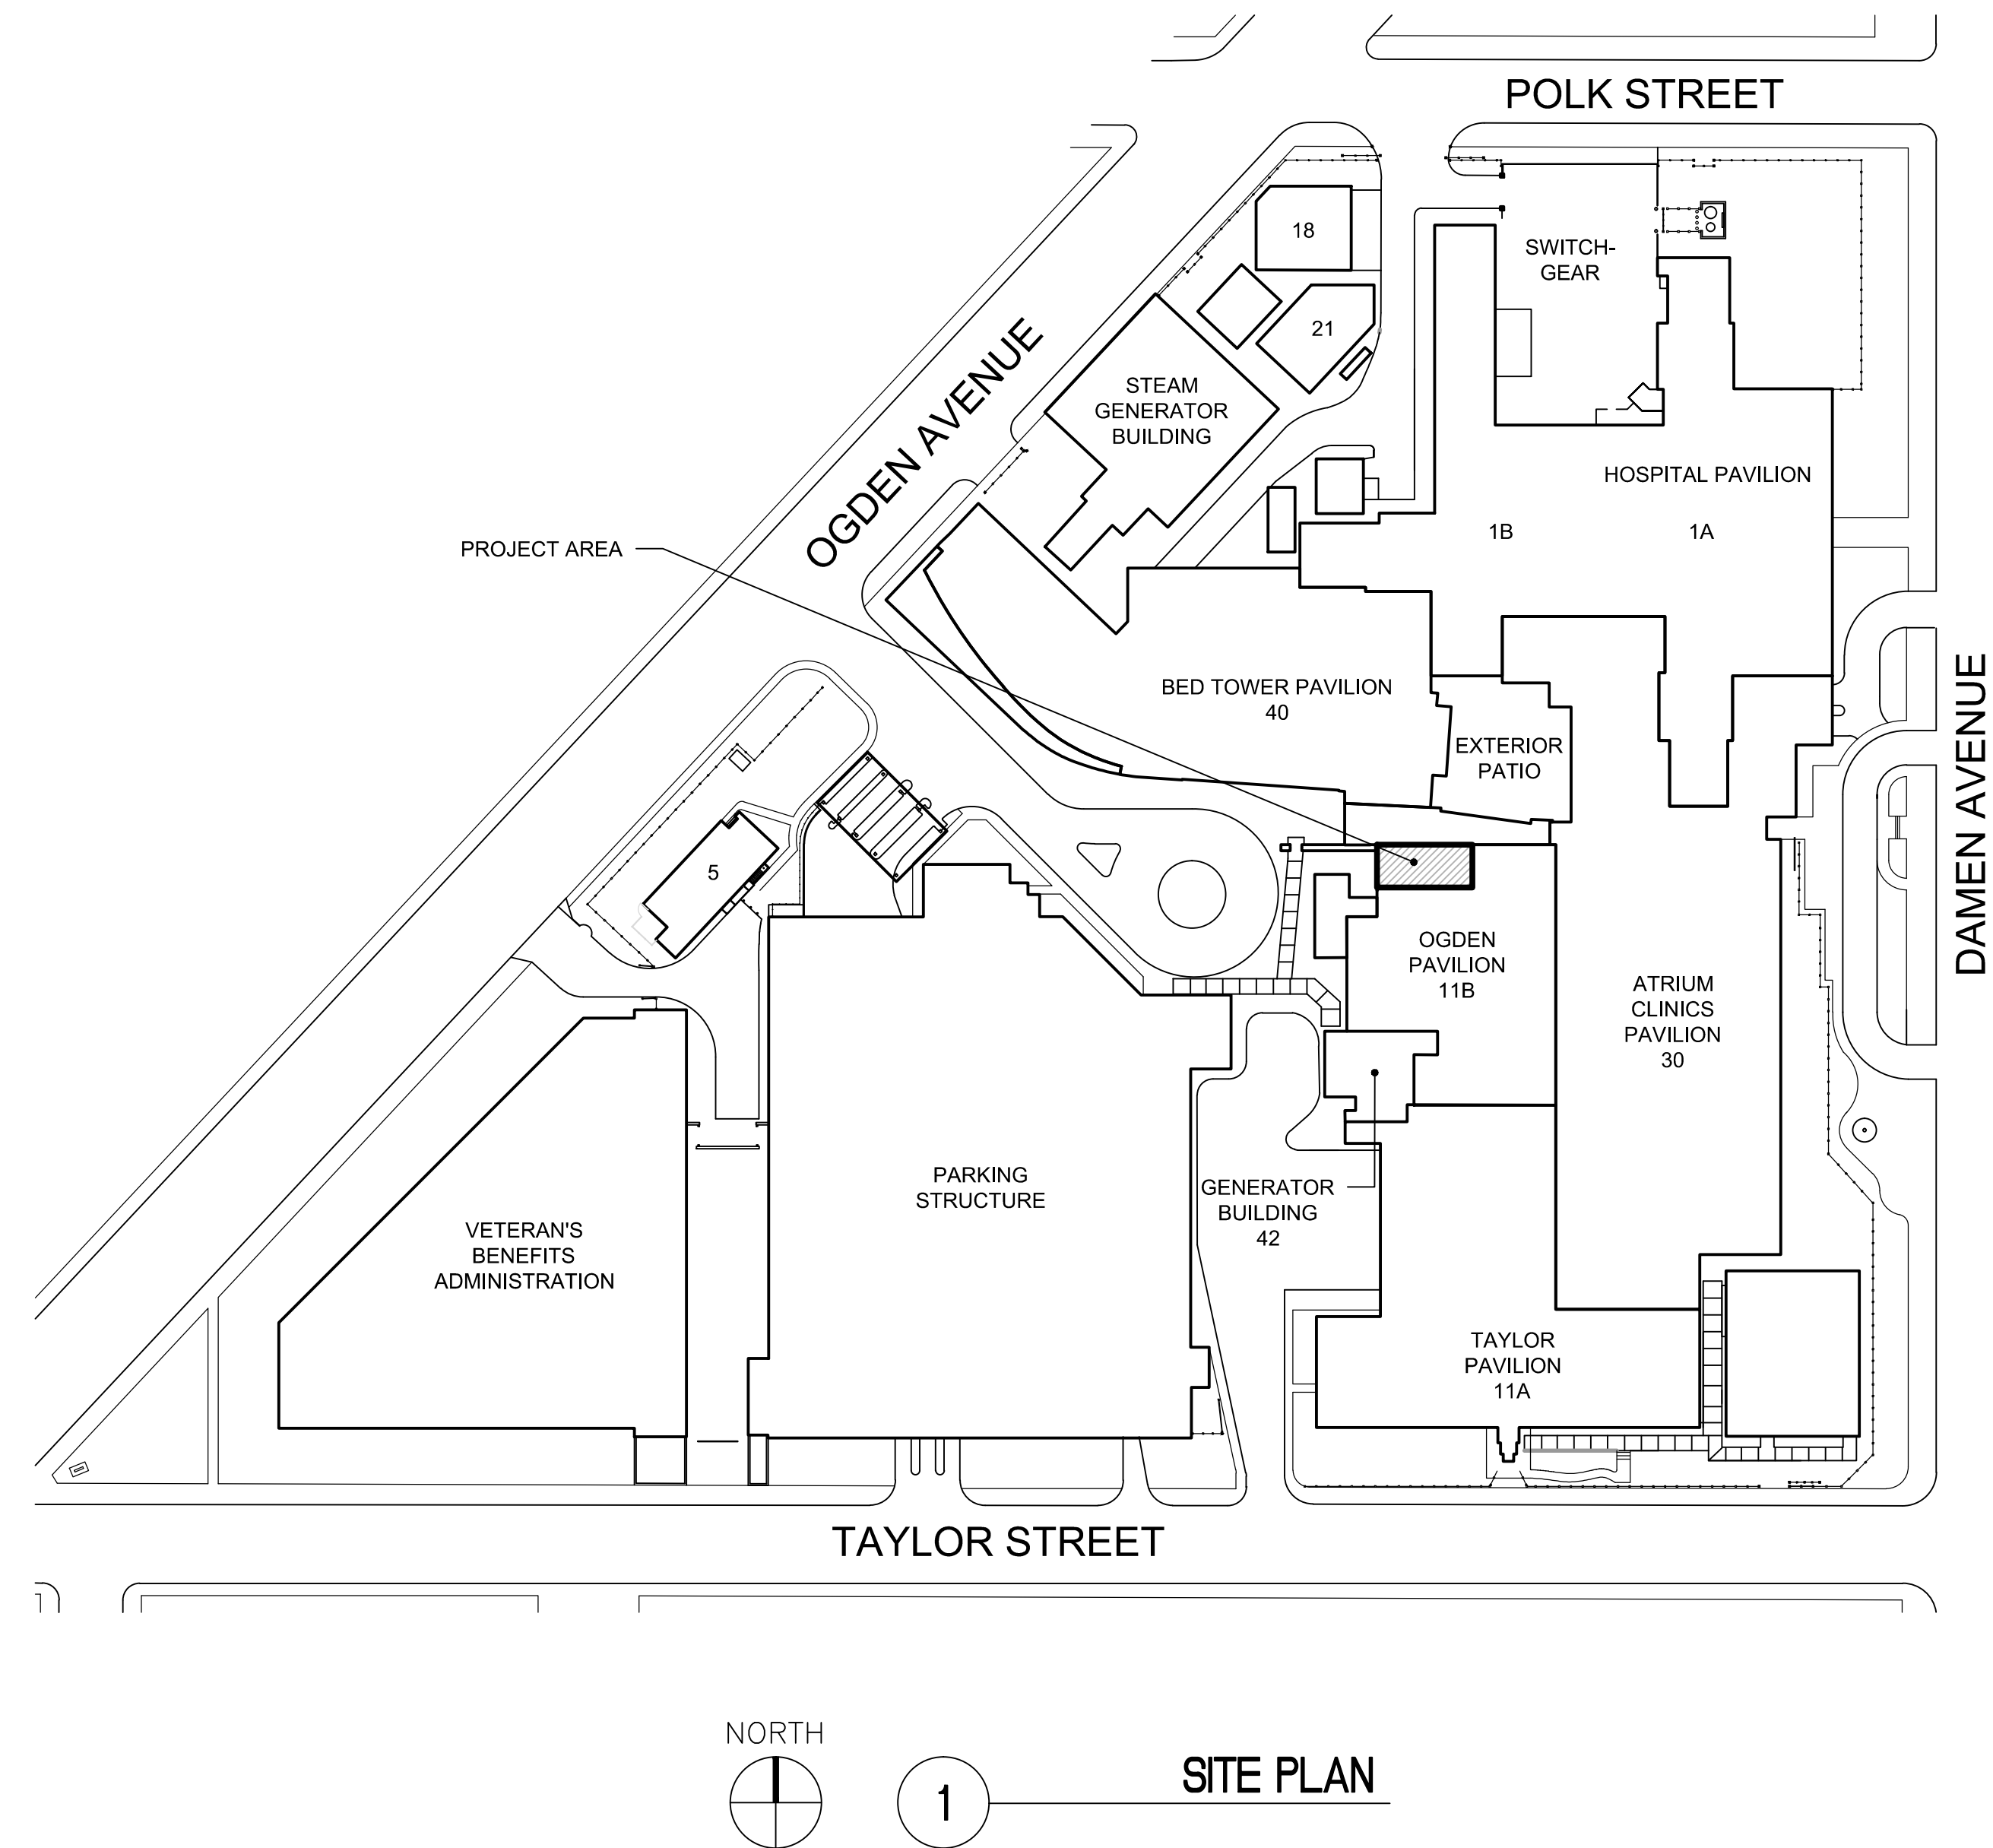 POLK STREET
18
SWITCH-
GEAR
21
OGDEN AVENUE
STEAM
GENERATOR
BUILDING
HOSPITAL PAVILION
PROJECT AREA
1B
1A
BED TOWER PAVILION
40
EXTERIOR
PATIO
DAMEN AVENUE
5
OGDEN
PAVILION
11B
ATRIUM
CLINICS
PAVILION
30
PARKING
STRUCTURE
GENERATOR
BUILDING
42
VETERAN'S
BENEFITS
ADMINISTRATION
TAYLOR
PAVILION
11A
TAYLOR STREET
NORTH
1
SITE PLAN